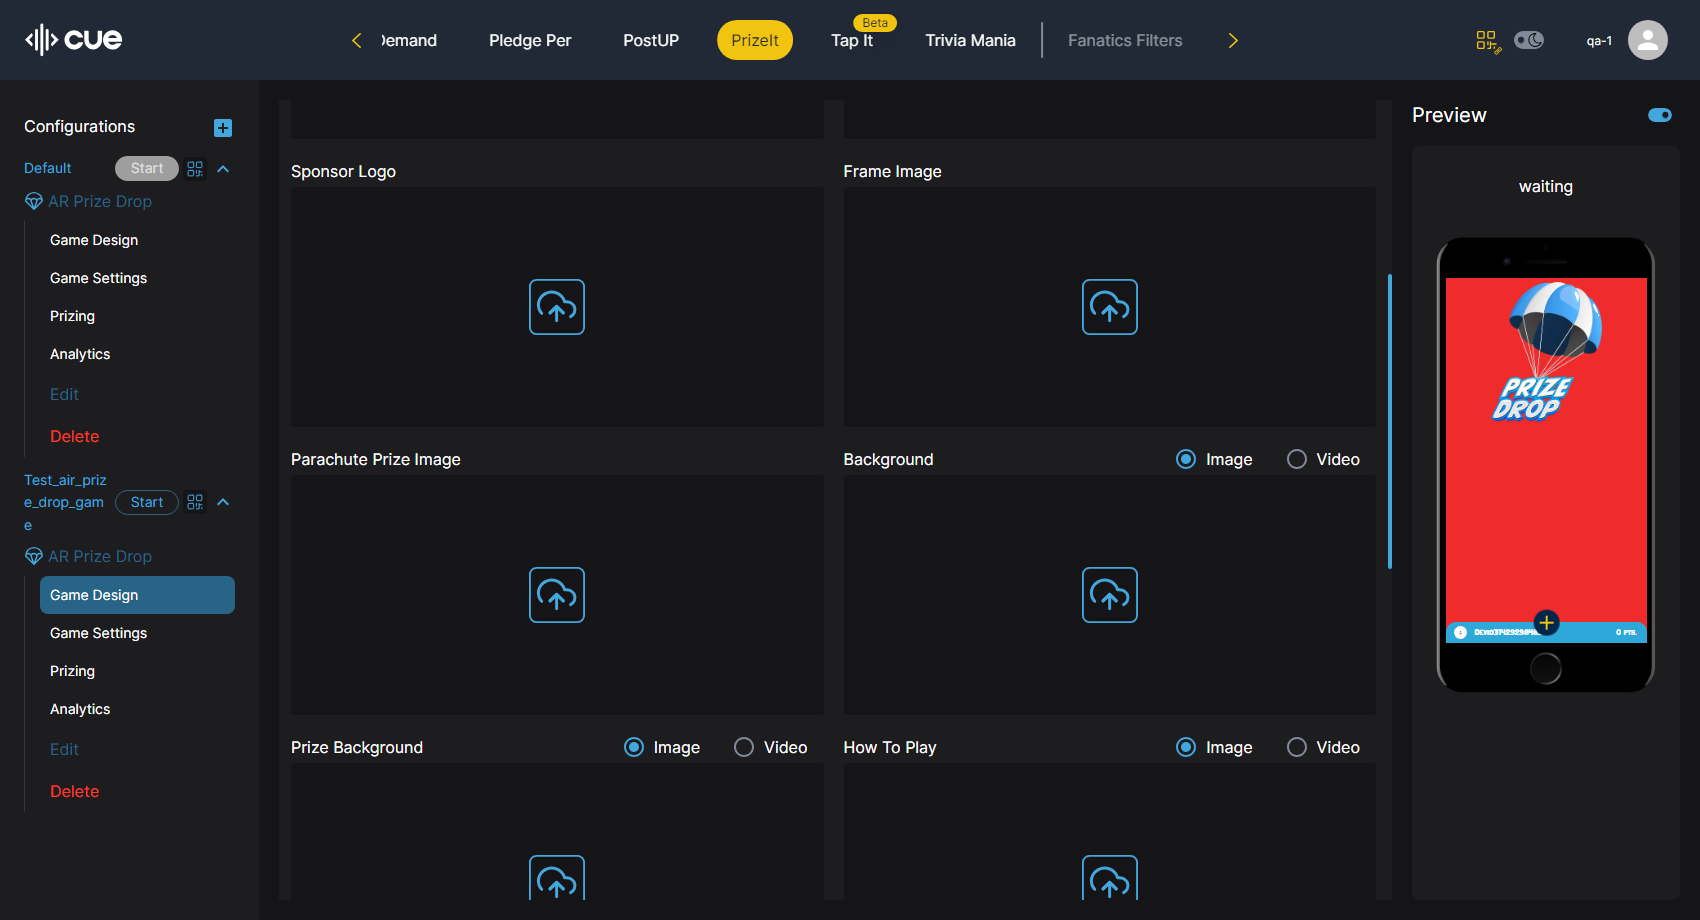 cue
Demand
Pledge Per
PostUP
PrizeIt
Beta
Tap It
Trivia Mania
Fanatics Filters
qa-1
Configurations
Default
Start
AR Prize Drop
Game Design
Game Settings
Prizing
Analytics
Edit
Delete
Test_air_priz
e_drop_gam
e
Start
AR Prize Drop
Game Design
Game Settings
Prizing
Analytics
Edit
Delete
Sponsor Logo
Frame Image
Parachute Prize Image
Background
Image
Video
Prize Background
Image
Video
How To Play
Image
Video
Preview
waiting
PRIZE
DROP
0 PTS.